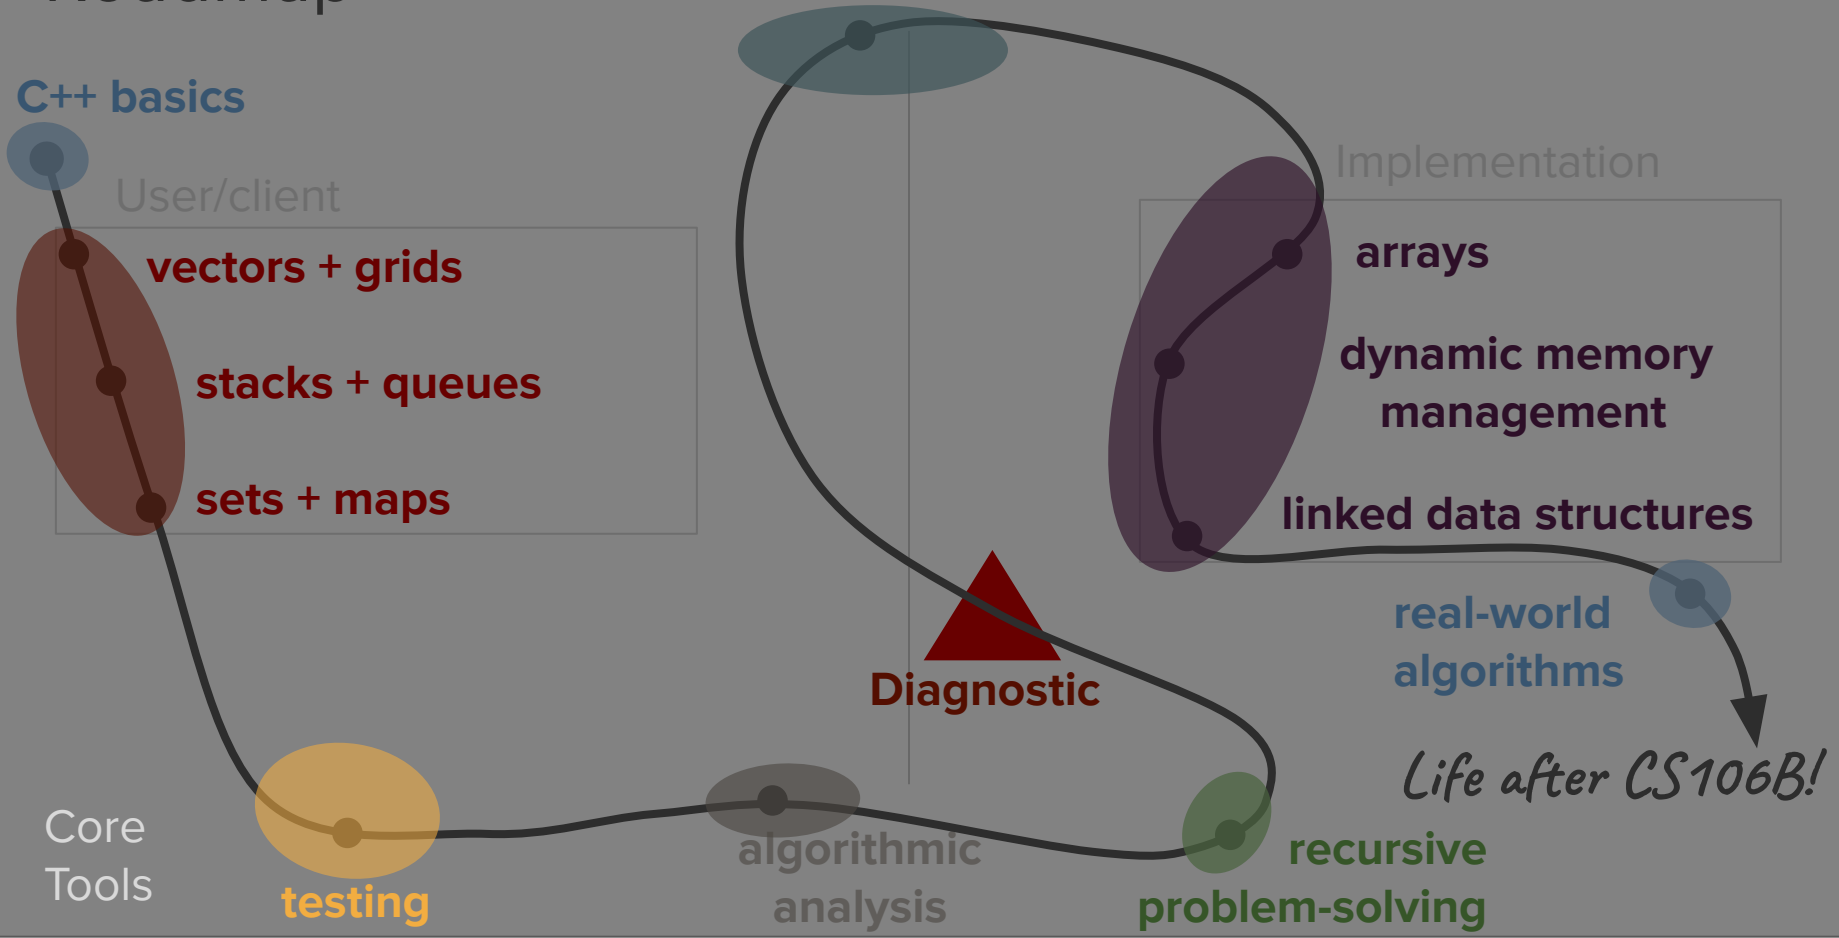 Roadmap
C++ basics
User/client
vectors + grids
stacks + queues
sets + maps
Core
Tools
testing
algorithmic
analysis
recursive
problem-solving
Diagnostic
Implementation
arrays
dynamic memory
management
linked data structures
real-world
algorithms
Life after CS106B!